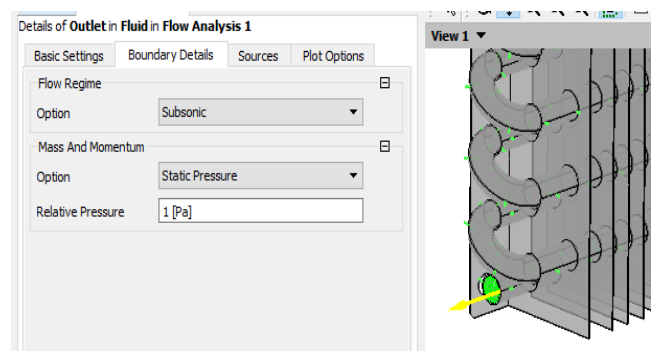 Details of Outlet in Fluid in Flow Analysis 1
Basic Settings Boundary Details Sources Plot Options
Flow Regime
Option Subsonic
Mass And Momentum
Option Static Pressure
Relative Pressure 1 [Pa]
View 1